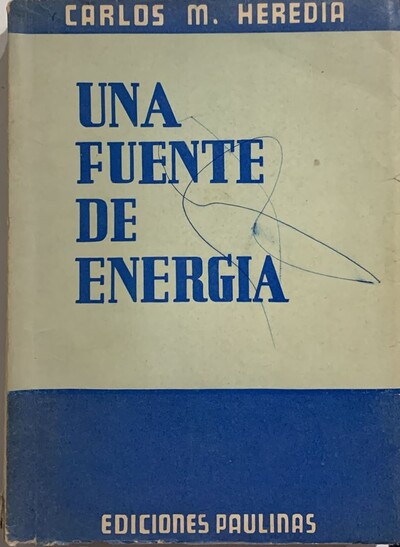 CARLOS M. HEREDIA
UNA
FUENTE
DE
ENERGIA
EDICIONES PAULINAS